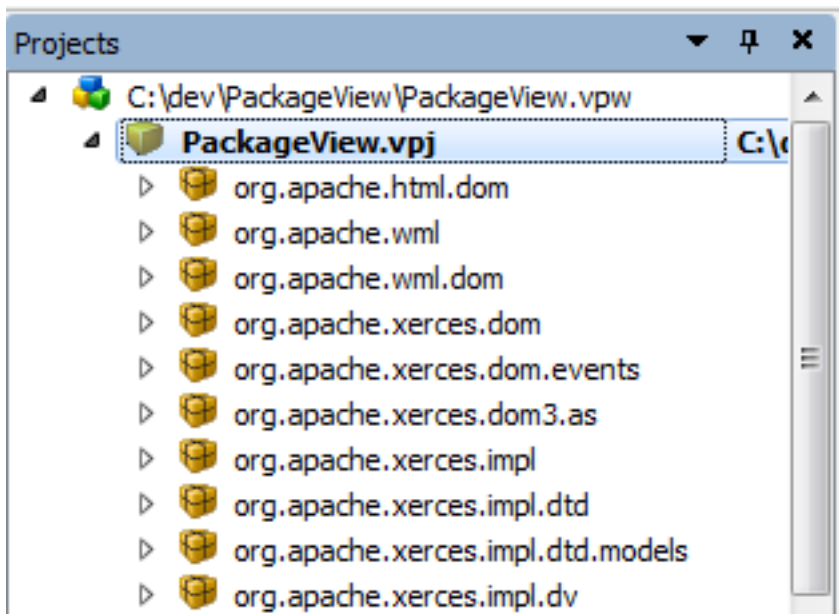 Projects
C:\dev\PackageView\PackageView.vpw
PackageView.vpj C:\
org.apache.html.dom
org.apache.wml
org.apache.wml.dom
org.apache.xerces.dom
org.apache.xerces.dom.events
org.apache.xerces.dom3.as
org.apache.xerces.impl
org.apache.xerces.impl.dtd
org.apache.xerces.impl.dtd.models
org.apache.xerces.impl.dv